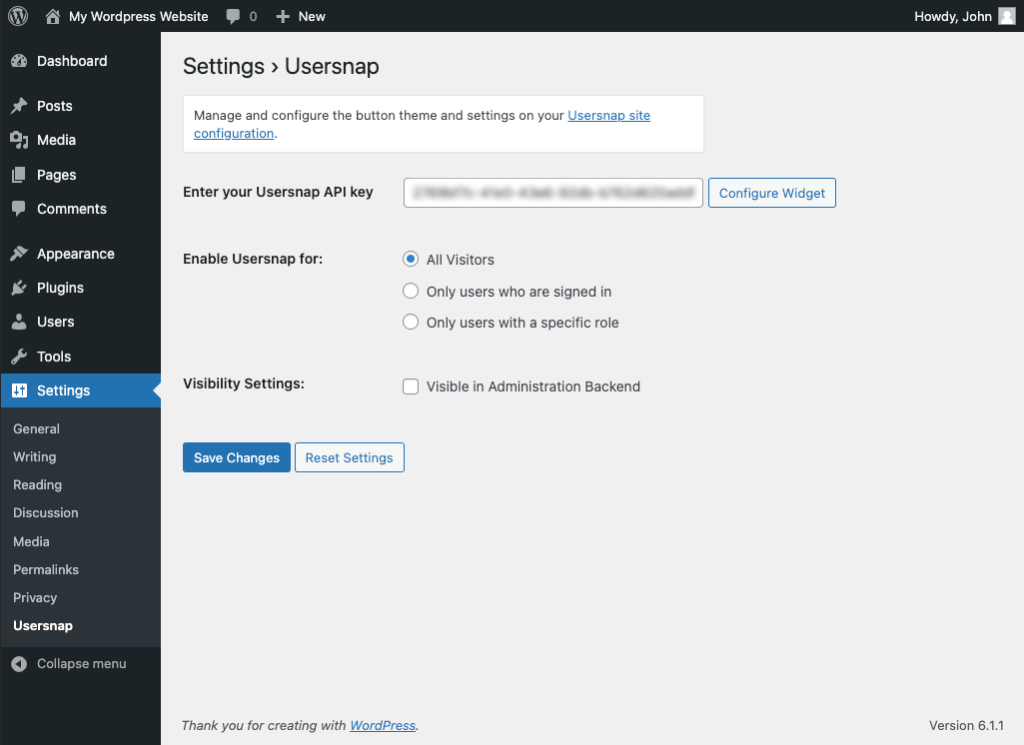 My Wordpress Website 0 New Howdy, John
Dashboard
Posts
Media
Pages
Comments
Appearance
Plugins
Users
Tools
Settings
General
Writing
Reading
Discussion
Media
Permalinks
Privacy
Usersnap
Collapse menu
Settings › Usersnap
Manage and configure the button theme and settings on your Usersnap site
configuration.
Enter your Usersnap API key Configure Widget
Enable Usersnap for: All Visitors
Only users who are signed in
Only users with a specific role
Visibility Settings: Visible in Administration Backend
Save Changes Reset Settings
Thank you for creating with WordPress. Version 6.1.1